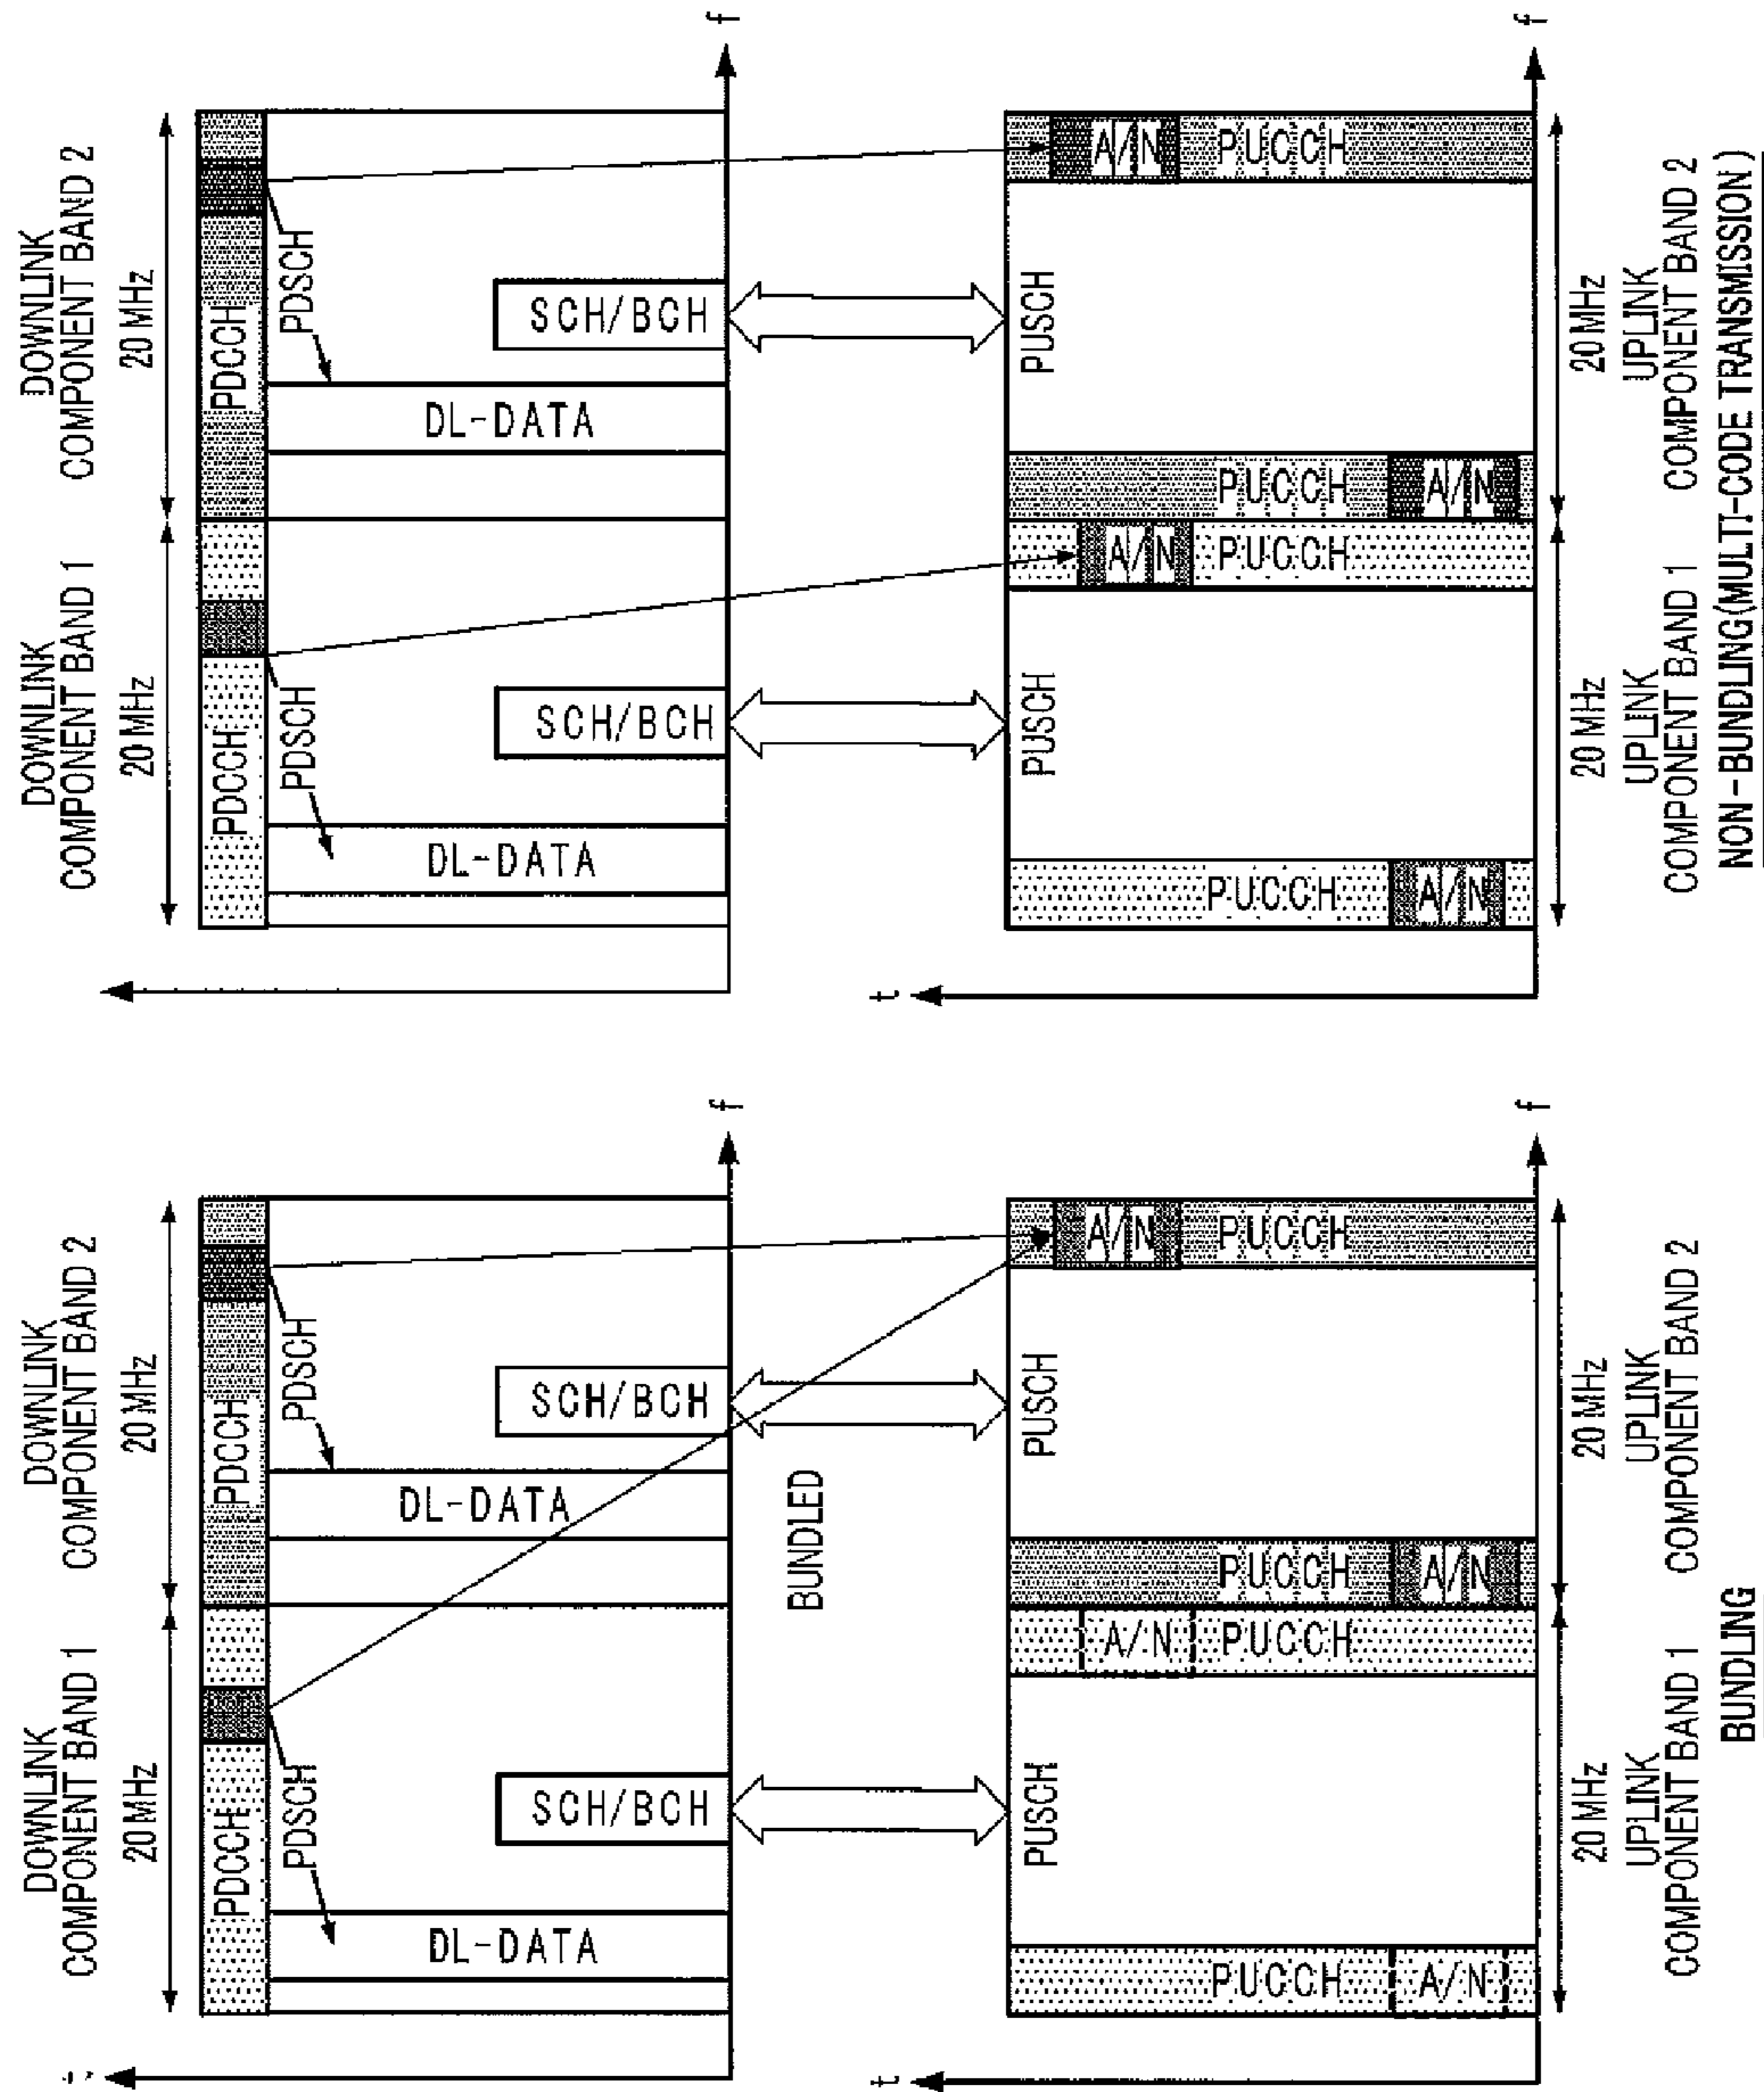 DOWNLINK
COMPONENT BAND 1
20 MHz
DOWNLINK
COMPONENT BAND 2
20 MHz
PDCCH
PDCCH
PDSCH
PDSCH
DL-DATA
SCH/BCH
DL-DATA
SCH/BCH
f
BUNDLED
t
PUSCH
PUSCH
PUCCH
A/N
A/N
PUCCH
PUCCH
A/N
A/N
PUCCH
f
20 MHz
UPLINK
COMPONENT BAND 1
20 MHz
UPLINK
COMPONENT BAND 2
BUNDLING
DOWNLINK
COMPONENT BAND 1
20 MHz
DOWNLINK
COMPONENT BAND 2
20 MHz
PDCCH
PDCCH
PDSCH
PDSCH
DL-DATA
SCH/BCH
DL-DATA
SCH/BCH
f
t
PUSCH
PUSCH
PUCCH
A/N
A/N
PUCCH
PUCCH
A/N
A/N
PUCCH
f
20 MHz
UPLINK
COMPONENT BAND 1
20 MHz
UPLINK
COMPONENT BAND 2
NON-BUNDLING(MULTI-CODE TRANSMISSION)